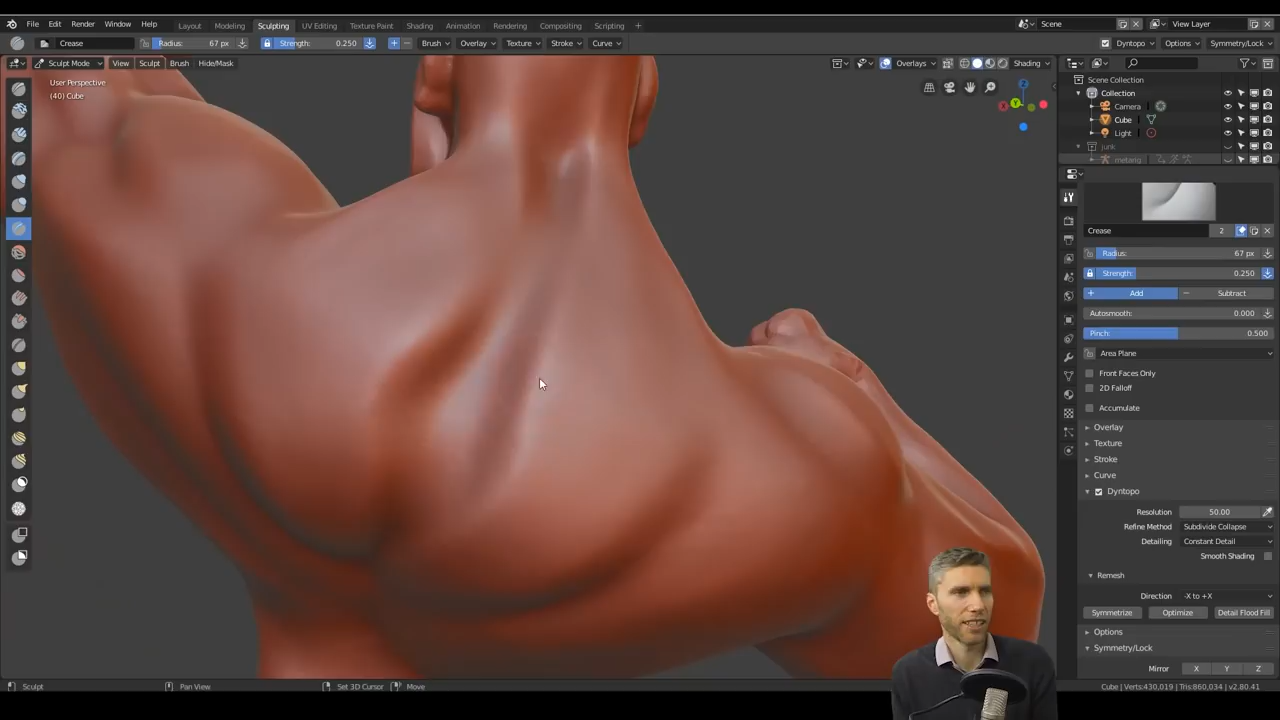 File Edit Render Window Help Layout Modeling Sculpting UV Editing Texture Paint Shading Animation Rendering Compositing Scripting + Scene View Layer
Crease Radius: 67 px Strength: 0.250 Brush Overlay Texture Stroke Curve Dyntopo Options Symmetry/Lock
Sculpt Mode View Sculpt Brush Hide/Mask Overlays Shading
User Perspective
(40) Cube
Scene Collection
Collection
Camera
Cube
Light
junk
metarig
Crease 2
Radius: 67 px
Strength: 0.250
+ Add − Subtract
Autosmooth: 0.000
Pinch: 0.500
Area Plane
Front Faces Only
2D Falloff
Accumulate
Overlay
Texture
Stroke
Curve
Dyntopo
Resolution 50.00
Refine Method Subdivide Collapse
Detailing Constant Detail
Smooth Shading
Remesh
Direction -X to +X
Symmetrize Optimize Detail Flood Fill
Options
Symmetry/Lock
Mirror X Y Z
Sculpt Pan View Set 3D Cursor Move Cube | Verts:430,019 | Tris:860,034 | v2.80.41